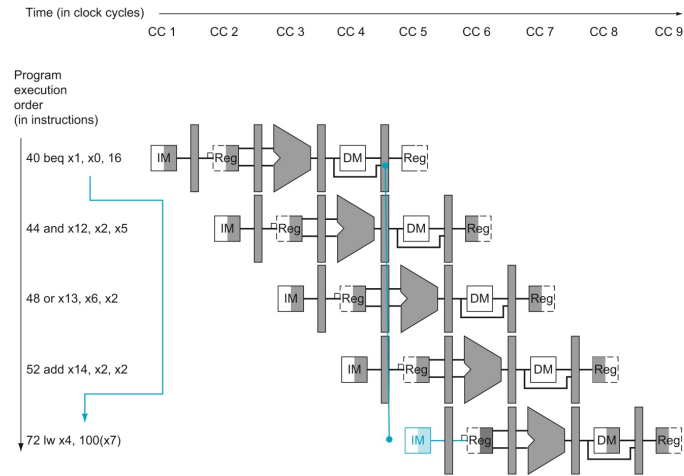 Time (in clock cycles)
CC 1 CC 2 CC 3 CC 4 CC 5 CC 6 CC 7 CC 8 CC 9
Program
execution
order
(in instructions)
40 beq x1, x0, 16
IM Reg DM Reg
44 and x12, x2, x5
IM Reg DM Reg
48 or x13, x6, x2
IM Reg DM Reg
52 add x14, x2, x2
IM Reg DM Reg
72 lw x4, 100(x7)
IM Reg DM Reg